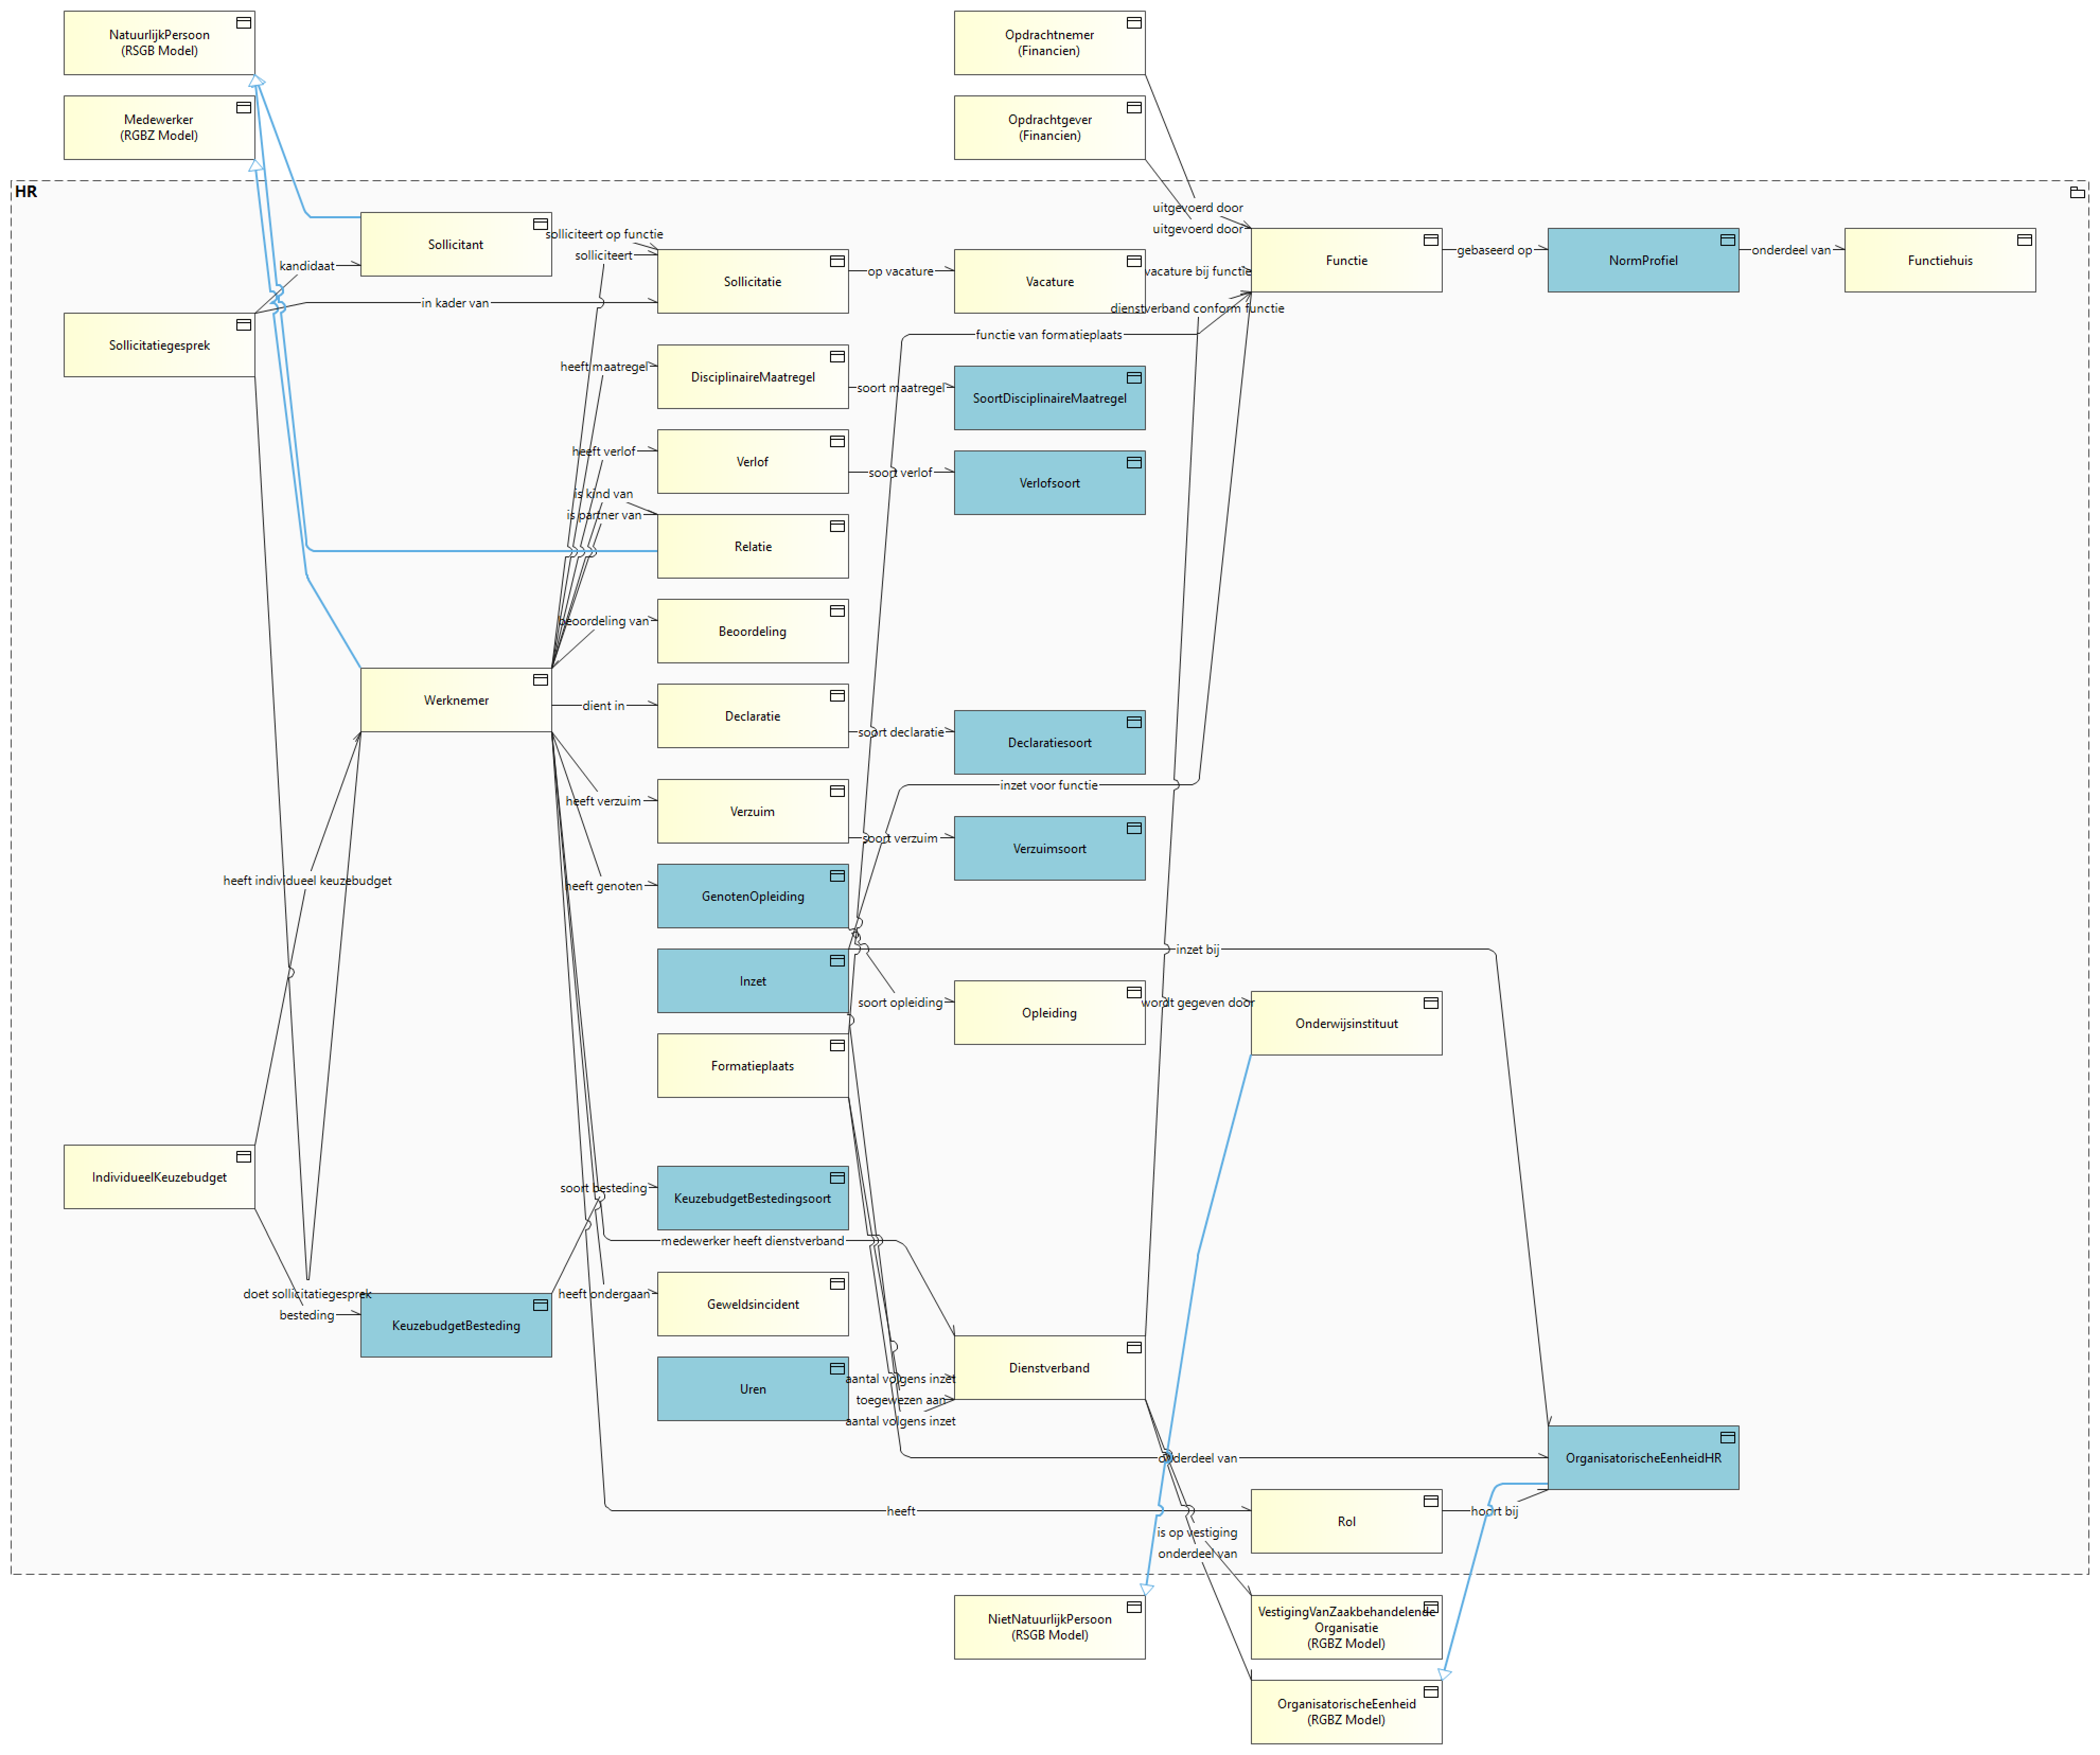 NatuurlijkPersoon
(RSGB Model)
Opdrachtnemer
(Financien)
Medewerker
(RGBZ Model)
Opdrachtgever
(Financien)
HR
uitgevoerd door
uitgevoerd door
Sollicitant
solliciteert op functie
solliciteert
kandidaat
Sollicitatie
op vacature
Vacature
vacature bij functie
Functie
gebaseerd op
NormProfiel
onderdeel van
Functiehuis
in kader van
dienstverband conform functie
functie van formatieplaats
Sollicitatiegesprek
heeft maatregel
DisciplinaireMaatregel
soort maatregel
SoortDisciplinaireMaatregel
heeft verlof
Verlof
soort verlof
Verlofsoort
is kind van
is partner van
Relatie
beoordeling van
Beoordeling
Werknemer
dient in
Declaratie
soort declaratie
Declaratiesoort
inzet voor functie
heeft verzuim
Verzuim
soort verzuim
Verzuimsoort
heeft individueel keuzebudget
heeft genoten
GenotenOpleiding
inzet bij
Inzet
soort opleiding
Opleiding
wordt gegeven door
Onderwijsinstituut
Formatieplaats
IndividueelKeuzebudget
soort besteding
KeuzebudgetBestedingsoort
medewerker heeft dienstverband
doet sollicitatiegesprek
besteding
KeuzebudgetBesteding
heeft ondergaan
Geweldsincident
Uren
aantal volgens inzet
toegewezen aan
aantal volgens inzet
Dienstverband
onderdeel van
OrganisatorischeEenheidHR
heeft
Rol
hoort bij
is op vestiging
onderdeel van
NietNatuurlijkPersoon
(RSGB Model)
VestigingVanZaakbehandelende
Organisatie
(RGBZ Model)
OrganisatorischeEenheid
(RGBZ Model)